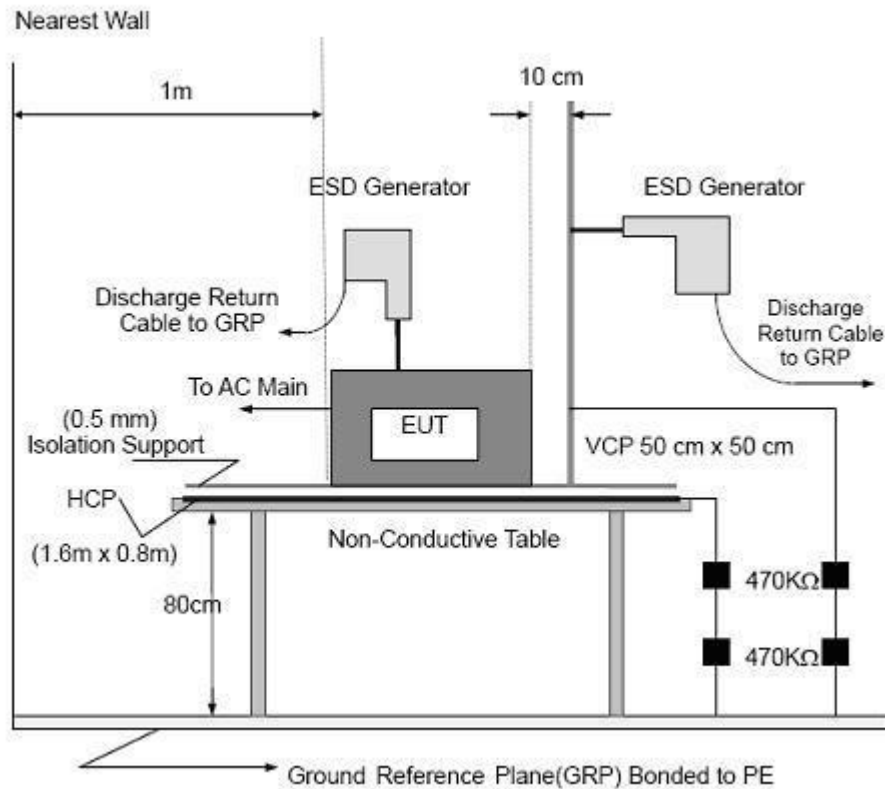 Nearest Wall
1m
10 cm
ESD Generator
ESD Generator
Discharge Return
Cable to GRP
Discharge
Return Cable
to GRP
To AC Main
(0.5 mm)
Isolation Support
EUT
VCP 50 cm x 50 cm
HCP
(1.6m x 0.8m)
Non-Conductive Table
80cm
470KΩ
470KΩ
Ground Reference Plane(GRP) Bonded to PE